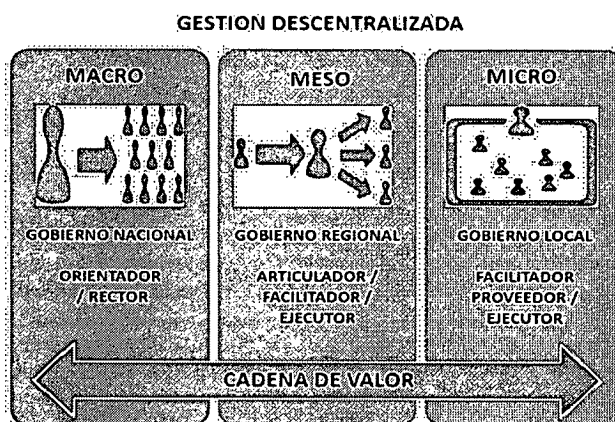 GESTION DESCENTRALIZADA
MACRO
GOBIERNO NACIONAL
ORIENTADOR
/ RECTOR
MESO
GOBIERNO REGIONAL
ARTICULADOR /
FACILITADOR /
EJECUTOR
MICRO
GOBIERNO LOCAL
FACILITADOR
PROVEEDOR /
EJECUTOR
CADENA DE VALOR